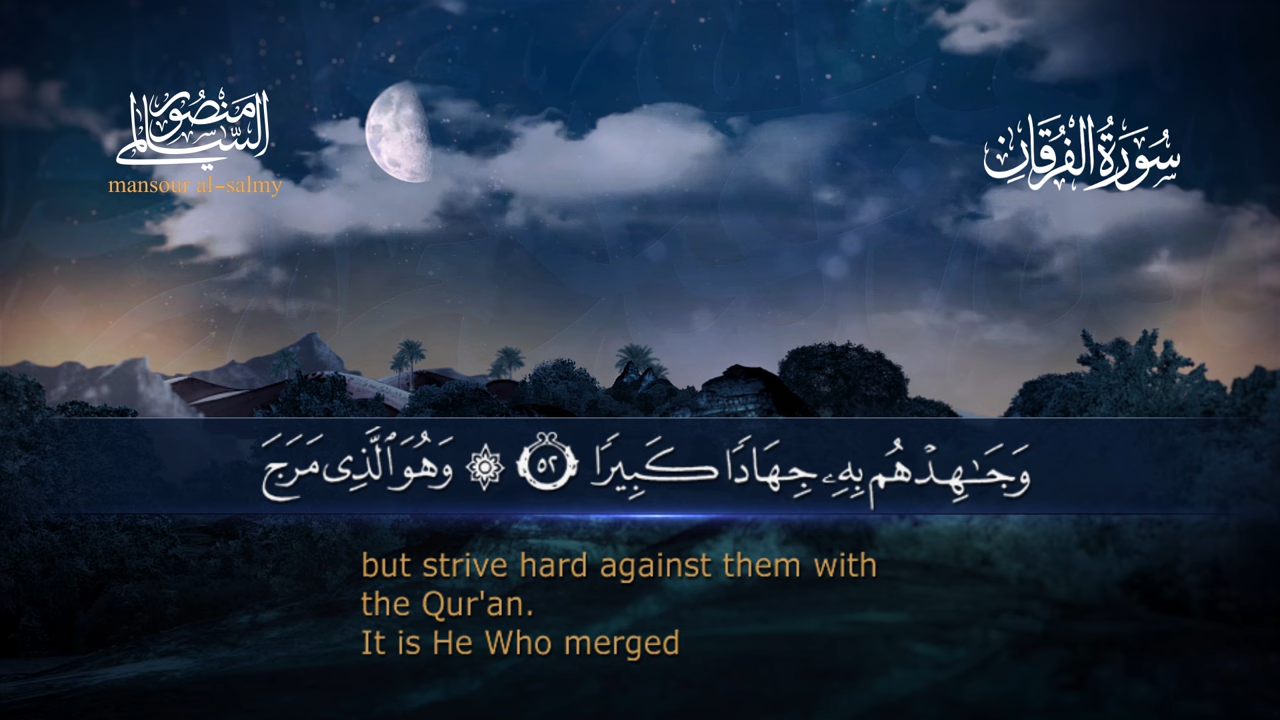 منصور السالمي
mansour al-salmy
سُورَةُ الفُرقَان
وَجَـٰهِدْهُم بِهِۦ جِهَادًا كَبِيرًا ٥٢ ۞ وَهُوَ ٱلَّذِى مَرَجَ
but strive hard against them with
the Qur'an.
It is He Who merged